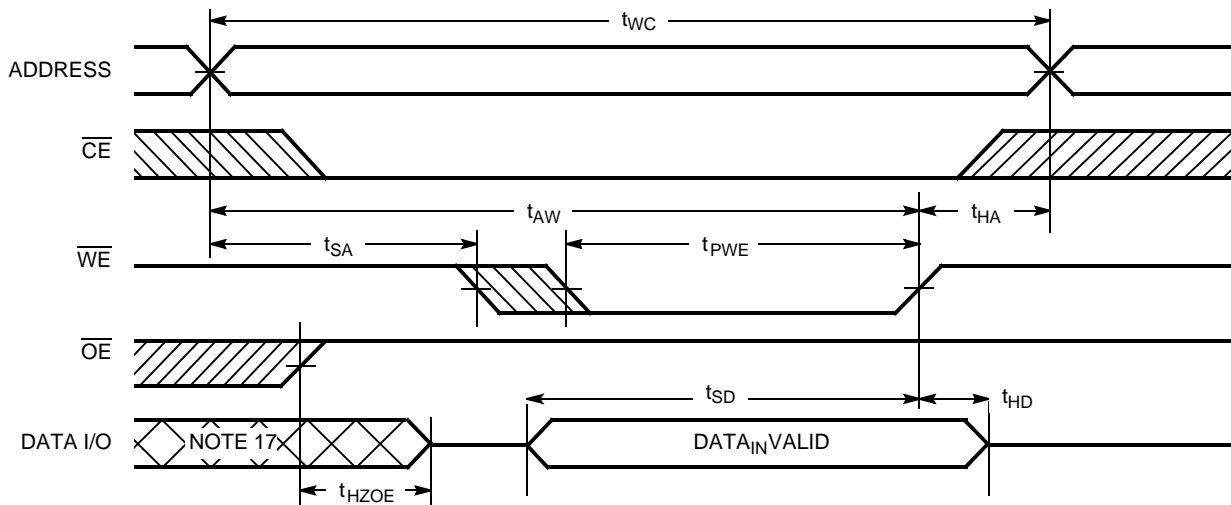 tWC
ADDRESS
CE
tAW
tHA
tSA
tPWE
WE
OE
tSD
tHD
DATA I/O
NOTE 17
DATAINVALID
tHZOE